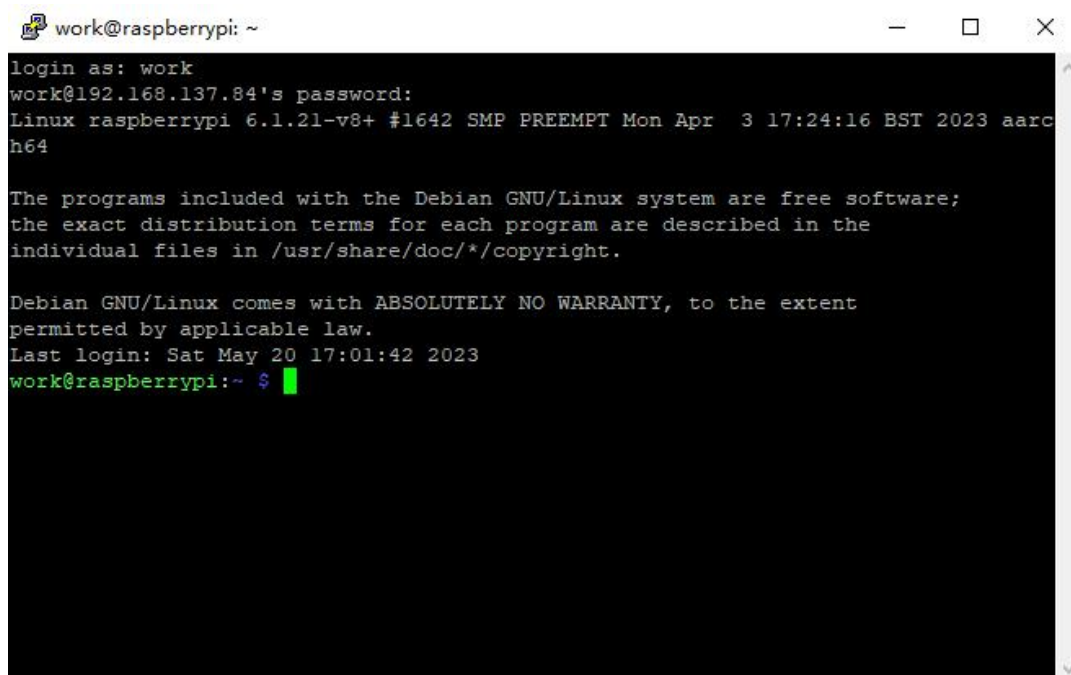 work@raspberrypi: ~
login as: work
work@192.168.137.84's password:
Linux raspberrypi 6.1.21-v8+ #1642 SMP PREEMPT Mon Apr  3 17:24:16 BST 2023 aarc
h64
The programs included with the Debian GNU/Linux system are free software;
the exact distribution terms for each program are described in the
individual files in /usr/share/doc/*/copyright.
Debian GNU/Linux comes with ABSOLUTELY NO WARRANTY, to the extent
permitted by applicable law.
Last login: Sat May 20 17:01:42 2023
work@raspberrypi:~ $